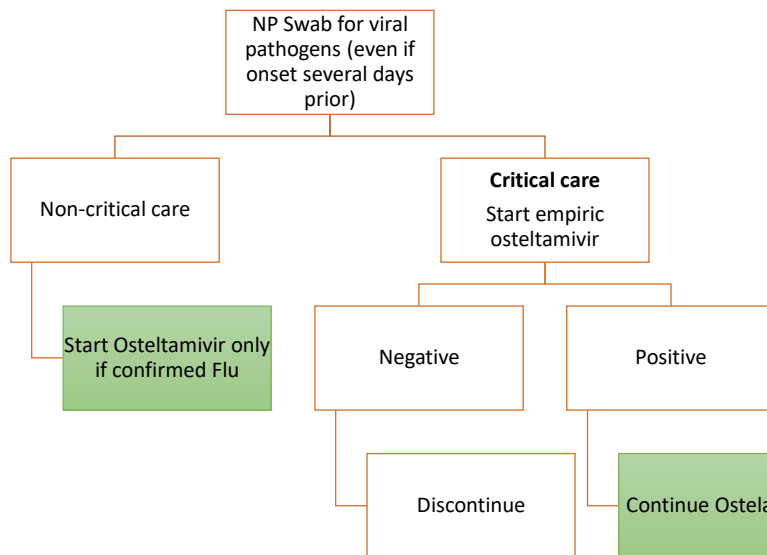 NP Swab for viral
pathogens (even if
onset several days
prior)
Non-critical care
Critical care
Start empiric
osteltamivir
Start Osteltamivir only
if confirmed Flu
Negative
Positive
Discontinue
Continue Ostela